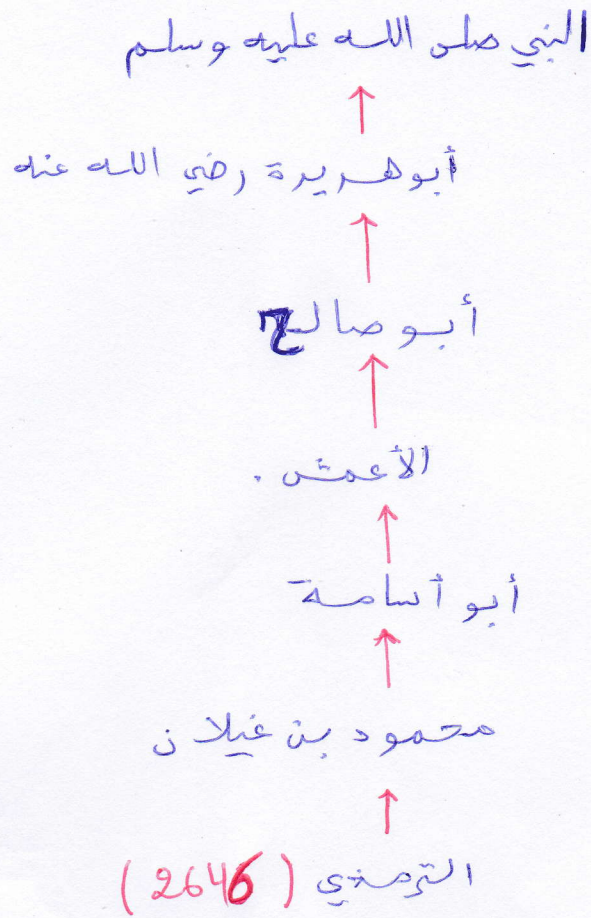 النبي صلى الله عليه وسلم
أبو هريرة رضي الله عنه
أبو صالح
الأعمش .
أبو أسامة
محمود بن غيلان
الترمذي ( 2646 )